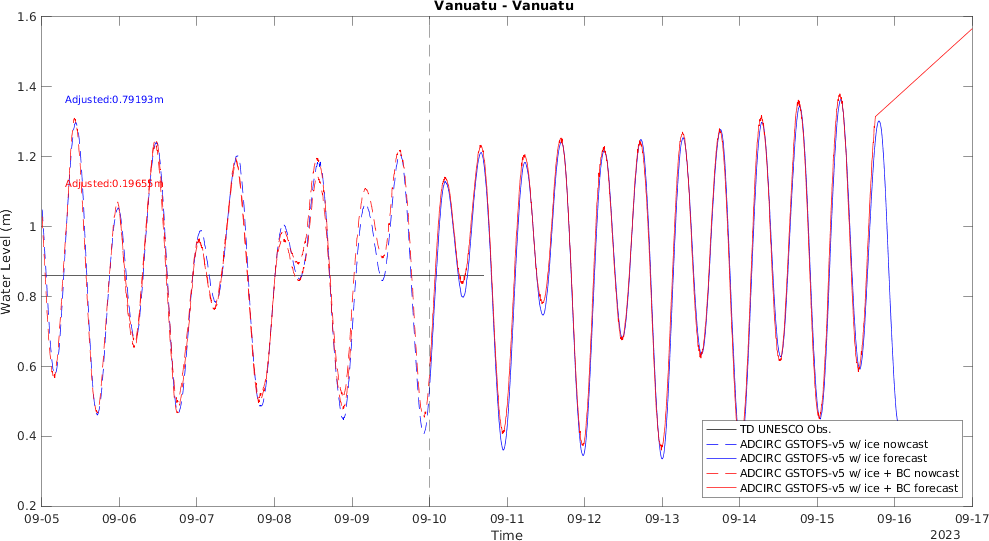 Vanuatu - Vanuatu
1.6
1.4
1.2
1
0.8
0.6
0.4
0.2
Water Level (m)
Adjusted:0.79193m
Adjusted:0.19655m
TD UNESCO Obs.
ADCIRC GSTOFS-v5 w/ ice nowcast
ADCIRC GSTOFS-v5 w/ ice forecast
ADCIRC GSTOFS-v5 w/ ice + BC nowcast
ADCIRC GSTOFS-v5 w/ ice + BC forecast
09-05 09-06 09-07 09-08 09-09 09-10 09-11 09-12 09-13 09-14 09-15 09-16 09-17
Time
2023